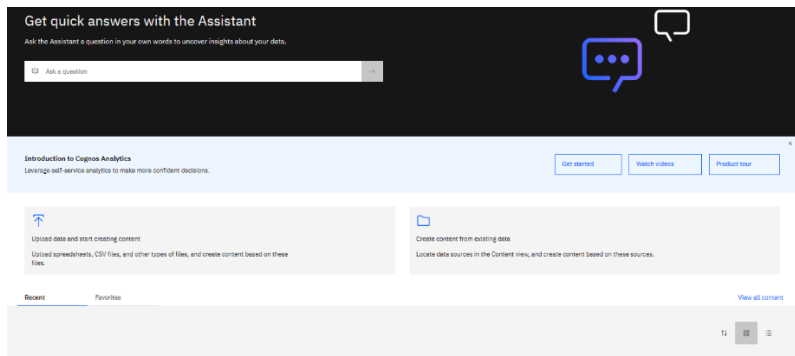 Get quick answers with the Assistant
Ask the Assistant a question in your own words to uncover insights about your data.
Ask a question
Introduction to Cognos Analytics
Leverage self-service analytics to make more confident decisions.
Get started
Watch videos
Product tour
Upload data and start creating content
Upload spreadsheets, CSV files, and other types of files, and create content based on these
files.
Create content from existing data
Locate data sources in the Content view, and create content based on these sources.
Recent
Favorites
View all content